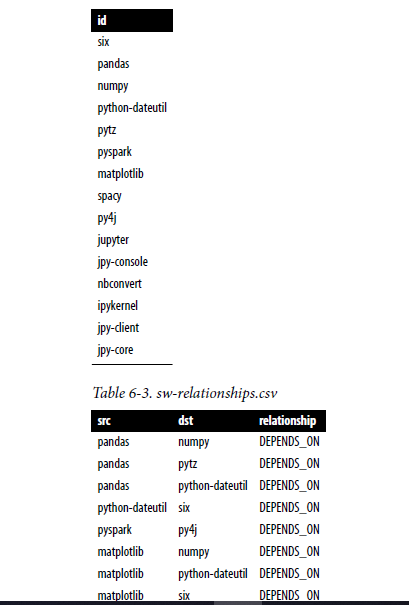 id
six
pandas
numpy
python-dateutil
pytz
pyspark
matplotlib
spacy
py4j
jupyter
jpy-console
nbconvert
ipykernel
jpy-client
jpy-core
Table 6-3. sw-relationships.csv
src dst relationship
pandas numpy DEPENDS_ON
pandas pytz DEPENDS_ON
pandas python-dateutil DEPENDS_ON
python-dateutil six DEPENDS_ON
pyspark py4j DEPENDS_ON
matplotlib numpy DEPENDS_ON
matplotlib python-dateutil DEPENDS_ON
matplotlib six DEPENDS_ON